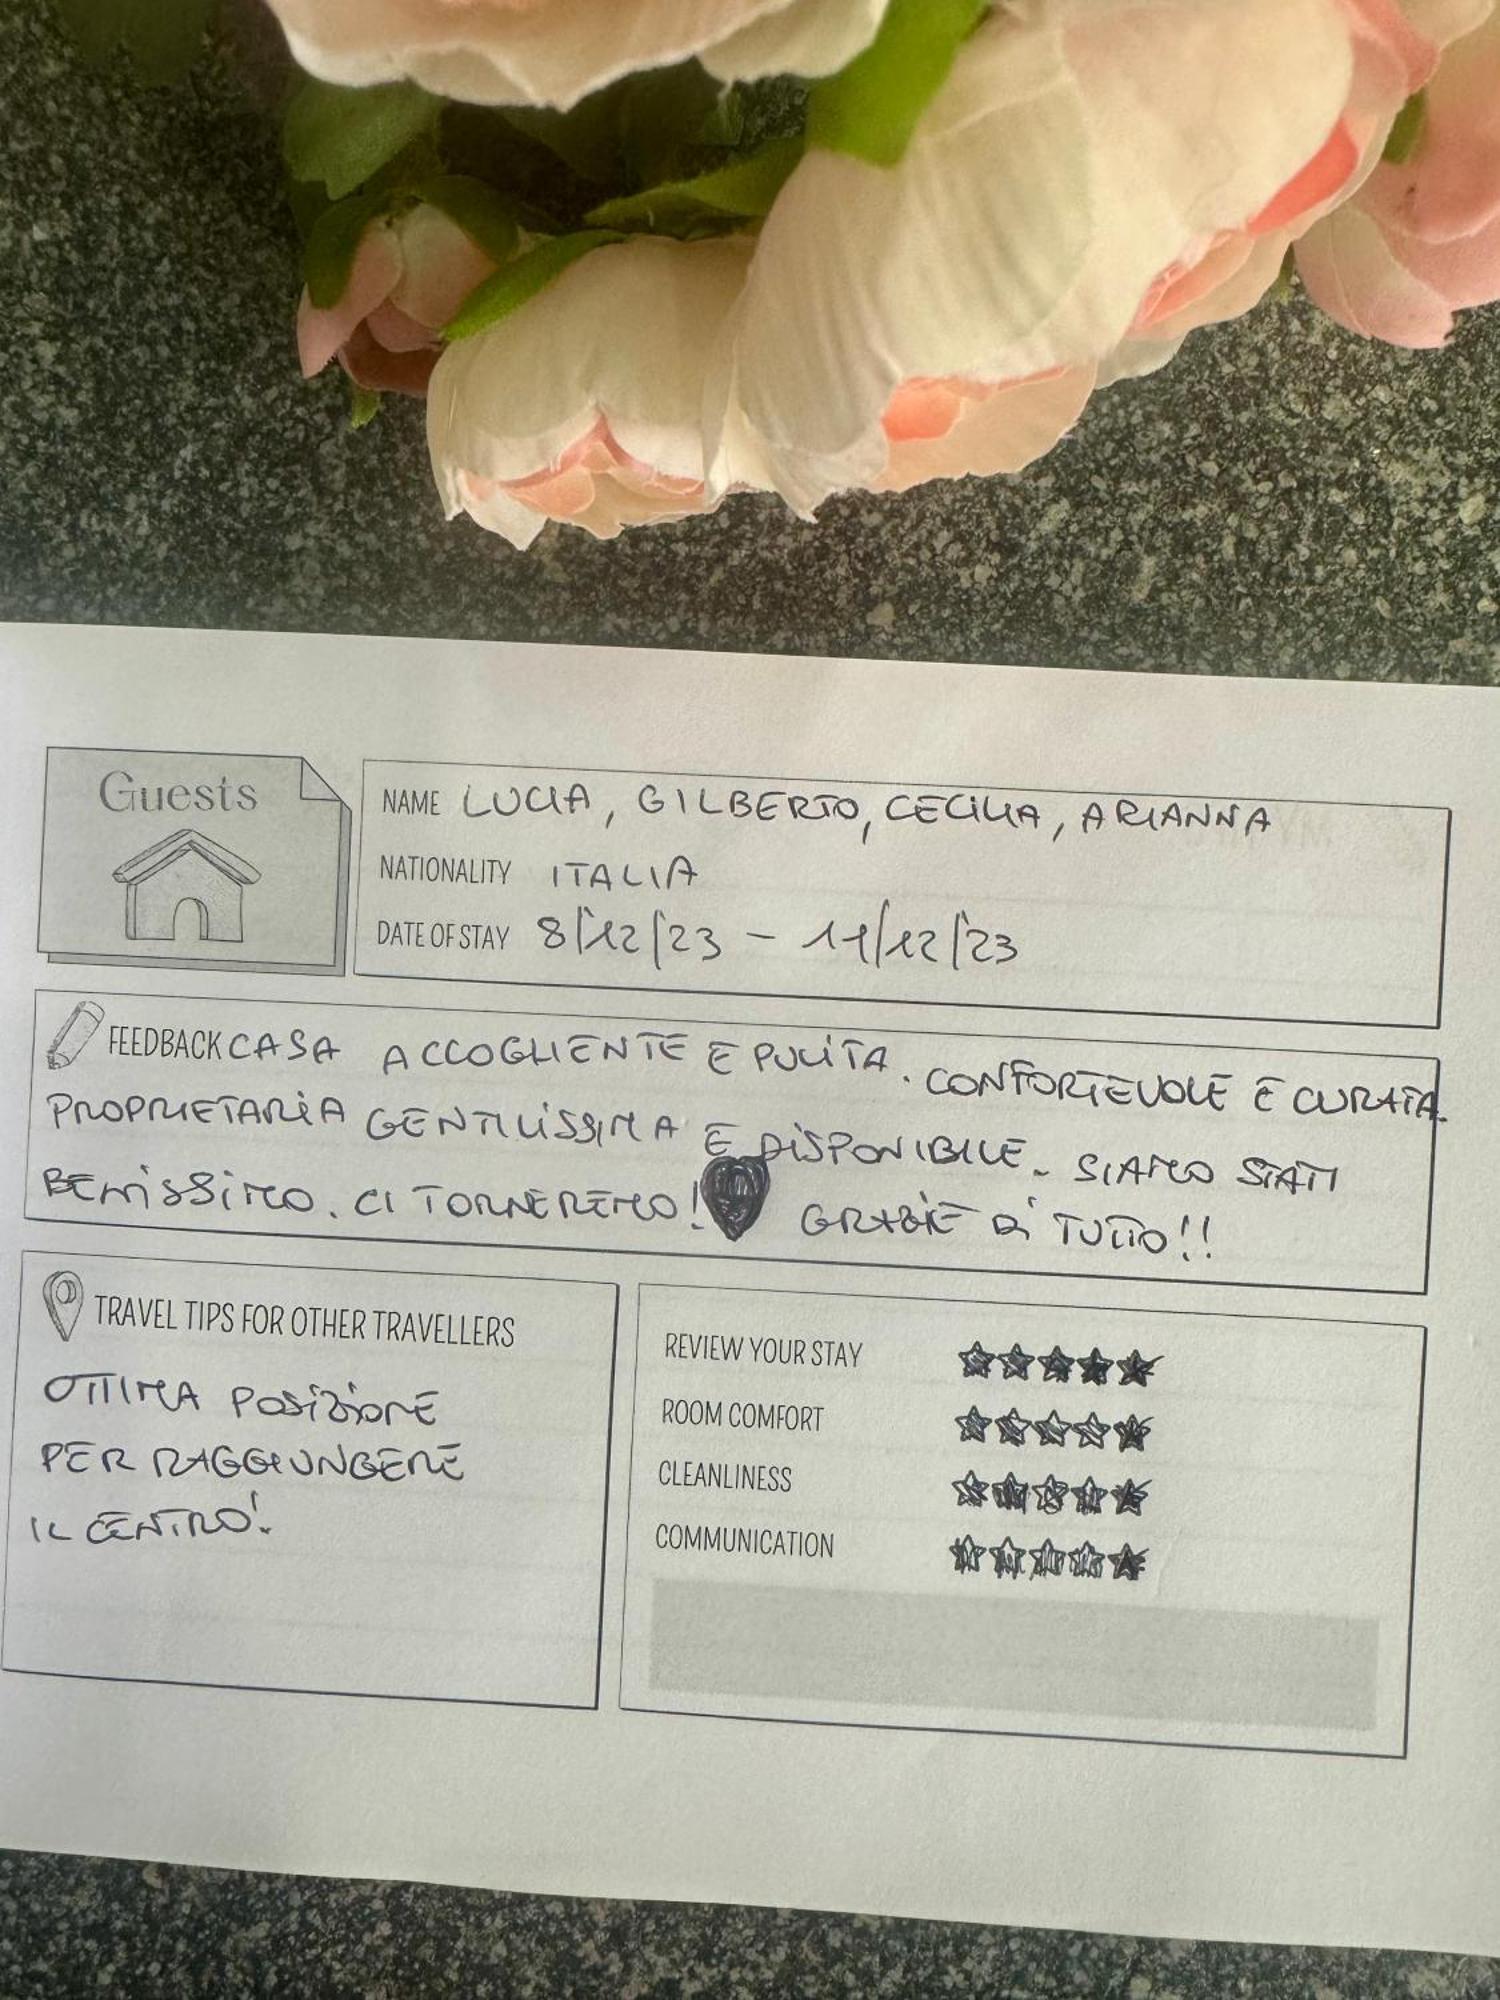 Guests
NAME LUCIA, GILBERTO, CECILIA, ARIANNA
NATIONALITY ITALIA
DATE OF STAY 8/12/23 - 11/12/23
FEEDBACK CASA ACCOGLIENTE E PULITA. CONFORTEVOLE E CURATA.
PROPRIETARIA GENTILISSIMA E DISPONIBILE. SIAMO STATI
BENISSIMO. CI TORNEREMO! GRAZIE DI TUTTO!!
TRAVEL TIPS FOR OTHER TRAVELLERS
OTTIMA POSIZIONE
PER RAGGIUNGERE
IL CENTRO!
REVIEW YOUR STAY
ROOM COMFORT
CLEANLINESS
COMMUNICATION